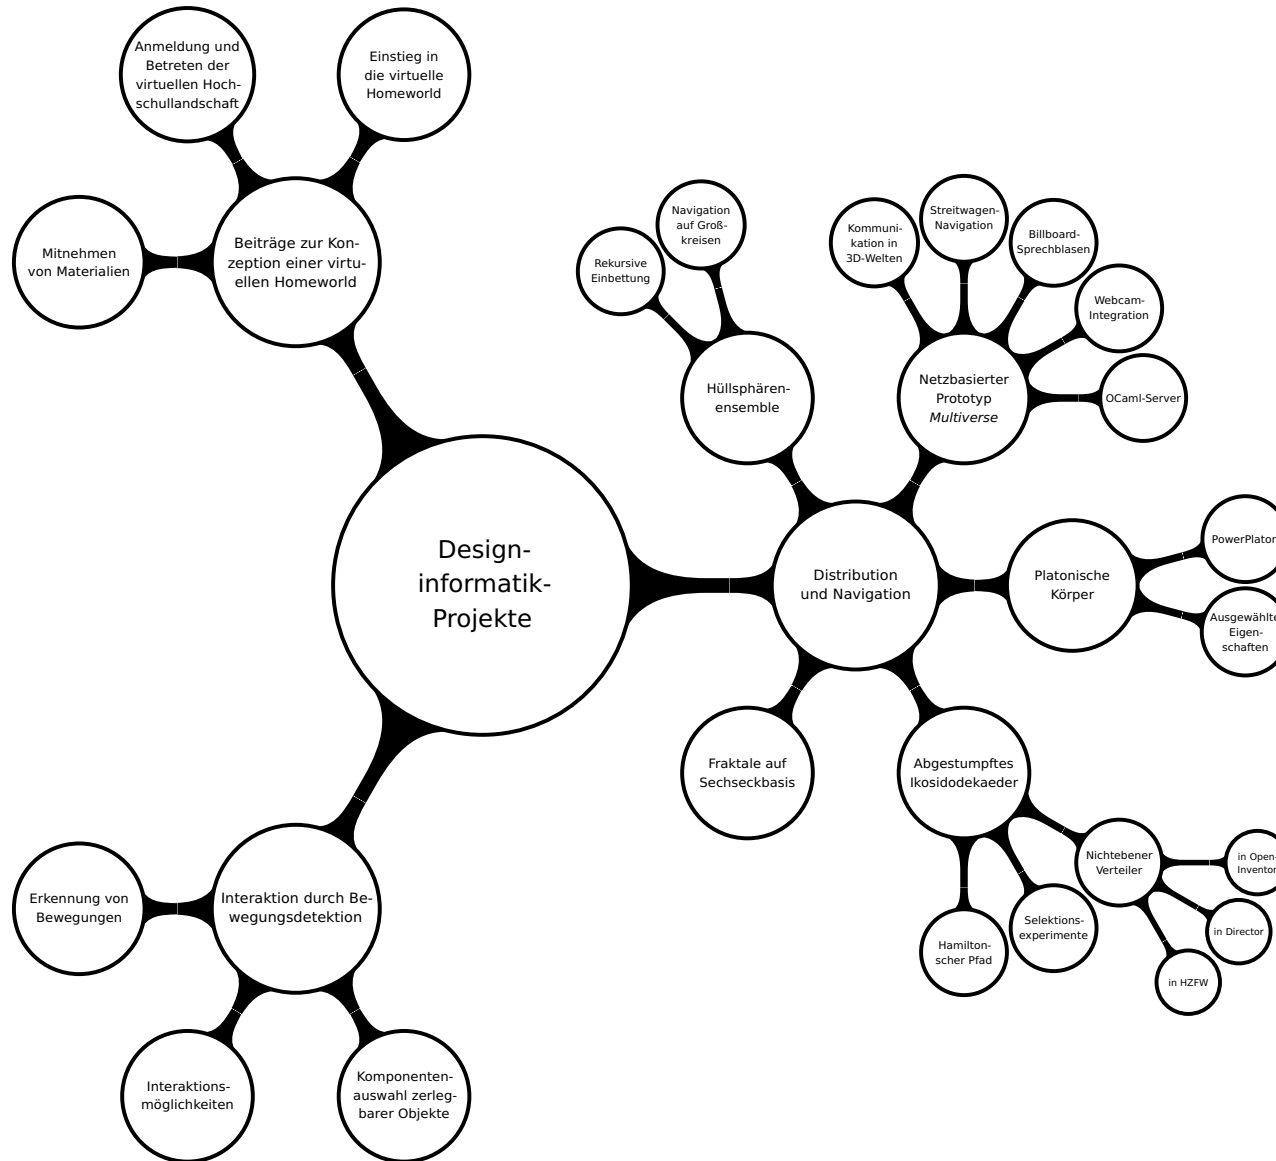 Anmeldung und
Betreten der
virtuellen Hoch-
schullandschaft
Einstieg in
die virtuelle
Homeworld
Mitnehmen
von Materialien
Beiträge zur Kon-
zeption einer virtu-
ellen Homeworld
Navigation
auf Groß-
kreisen
Rekursive
Einbettung
Hüllsphären-
ensemble
Kommuni-
kation in
3D-Welten
Streitwagen-
Navigation
Billboard-
Sprechblasen
Webcam-
Integration
OCaml-Server
Netzbasierter
Prototyp
Multiverse
Design-
informatik-
Projekte
Distribution
und Navigation
Platonische
Körper
PowerPlaton
Ausgewählte
Eigen-
schaften
Fraktale auf
Sechseckbasis
Abgestumpftes
Ikosidodekaeder
Nichtebener
Verteiler
in Open-
Inventor
in Director
in HZFW
Selektions-
experimente
Hamilton-
scher Pfad
Erkennung von
Bewegungen
Interaktion durch Be-
wegungsdetektion
Interaktions-
möglichkeiten
Komponenten-
auswahl zerleg-
barer Objekte